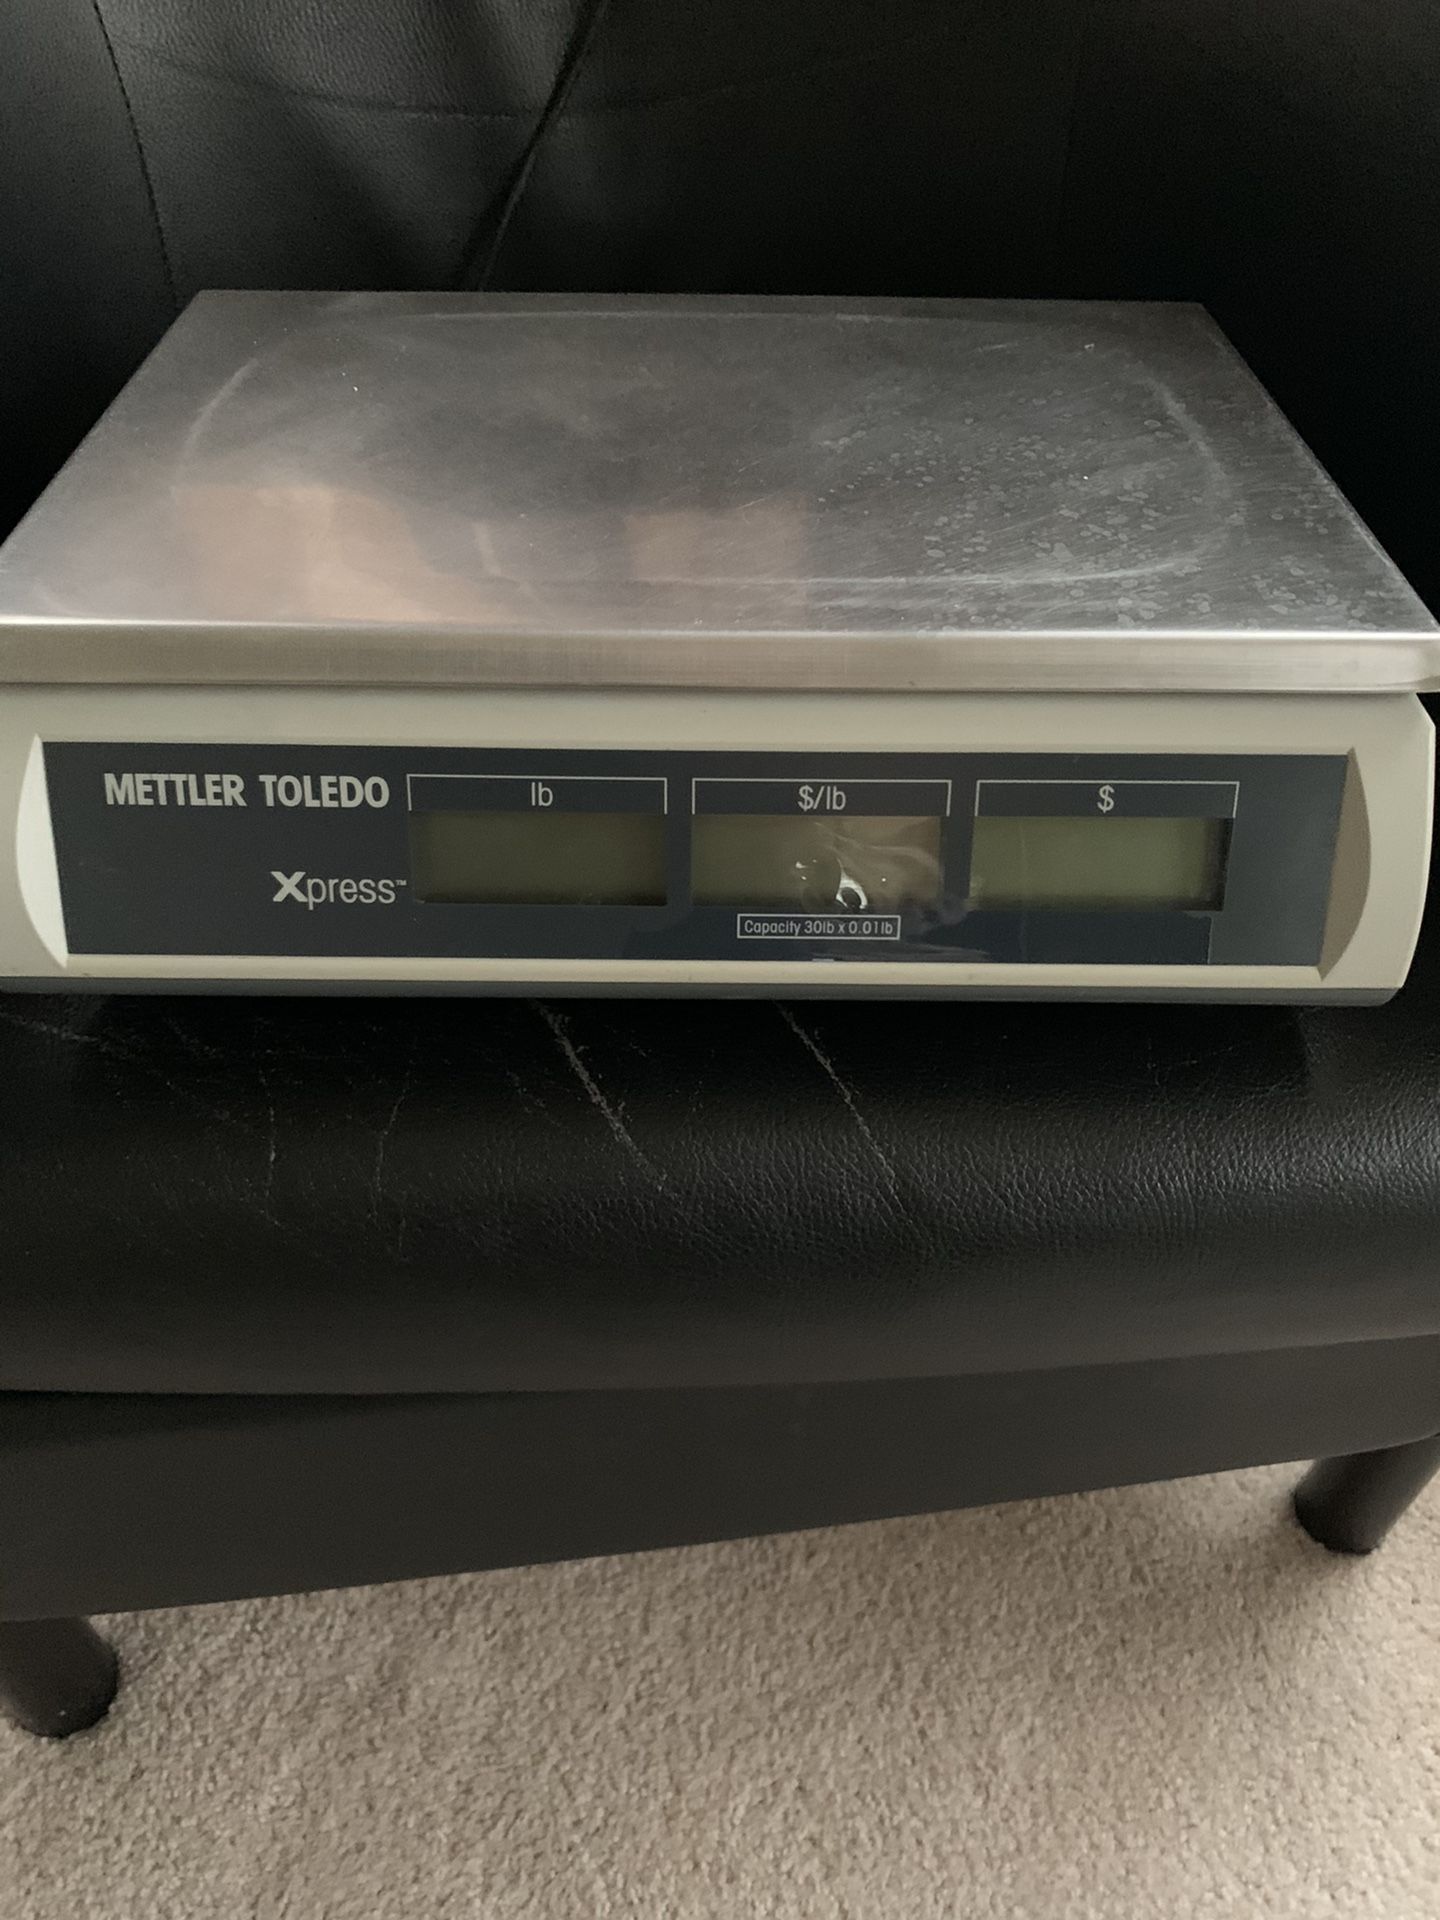 METTLER TOLEDO
Xpress™
lb
$/lb
$
Capacity 30lb x 0.01lb